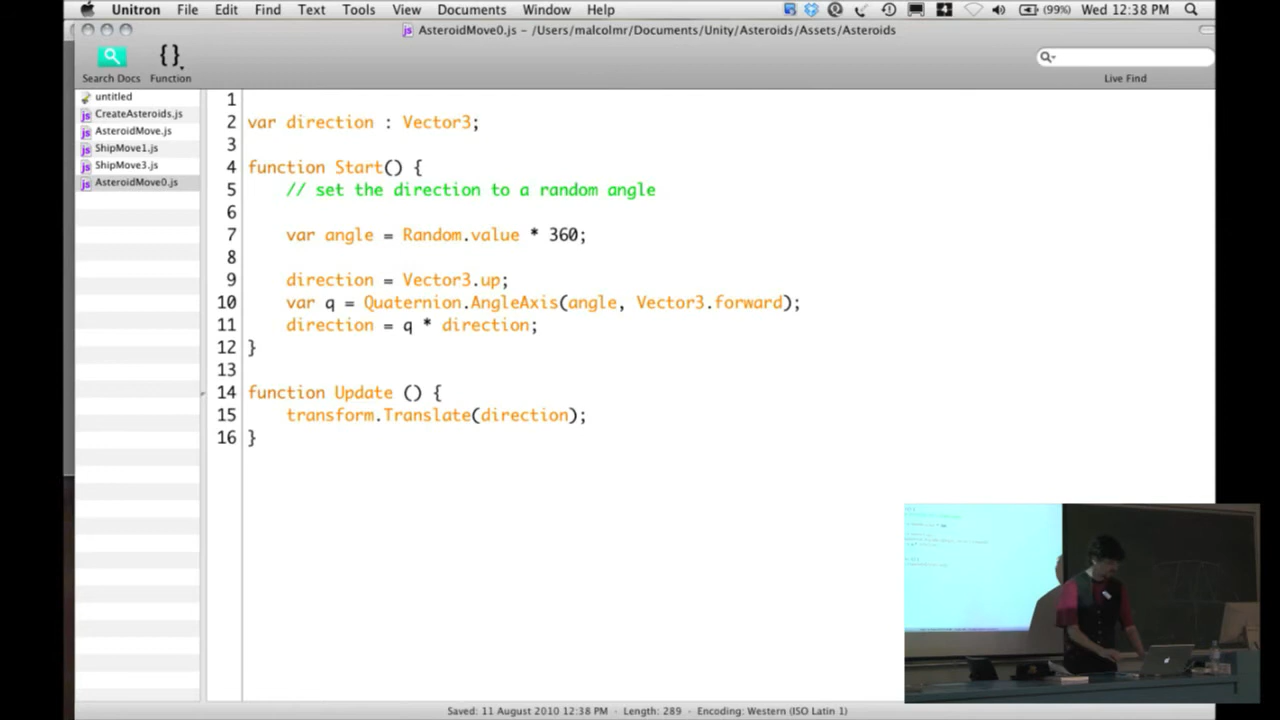 Unitron File Edit Find Text Tools View Documents Window Help (99%) Wed 12:38 PM
AsteroidMove0.js – /Users/malcolmr/Documents/Unity/Asteroids/Assets/Asteroids
{}
Search Docs Function Live Find
untitled
CreateAsteroids.js
AsteroidMove.js
ShipMove1.js
ShipMove3.js
AsteroidMove0.js
1
2 var direction : Vector3;
3
4 function Start() {
5 // set the direction to a random angle
6
7 var angle = Random.value * 360;
8
9 direction = Vector3.up;
10 var q = Quaternion.AngleAxis(angle, Vector3.forward);
11 direction = q * direction;
12 }
13
14 function Update () {
15 transform.Translate(direction);
16 }
Saved: 11 August 2010 12:38 PM Length: 289 Encoding: Western (ISO Latin 1)